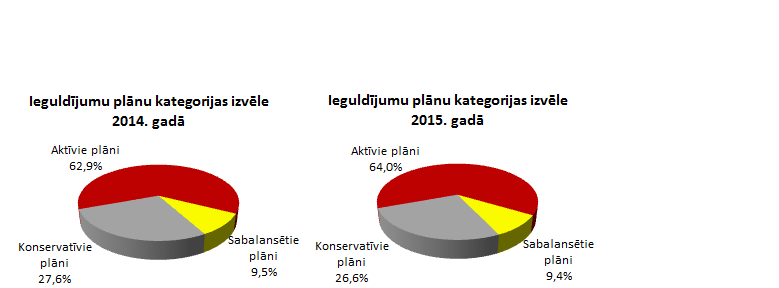 Ieguldījumu plānu kategorijas izvēle
2014. gadā
Aktīvie plāni
62,9%
Sabalansētie
plāni
9,5%
Konservatīvie
plāni
27,6%
Ieguldījumu plānu kategorijas izvēle
2015. gadā
Aktīvie plāni
64,0%
Sabalansētie
plāni
9,4%
Konservatīvie
plāni
26,6%